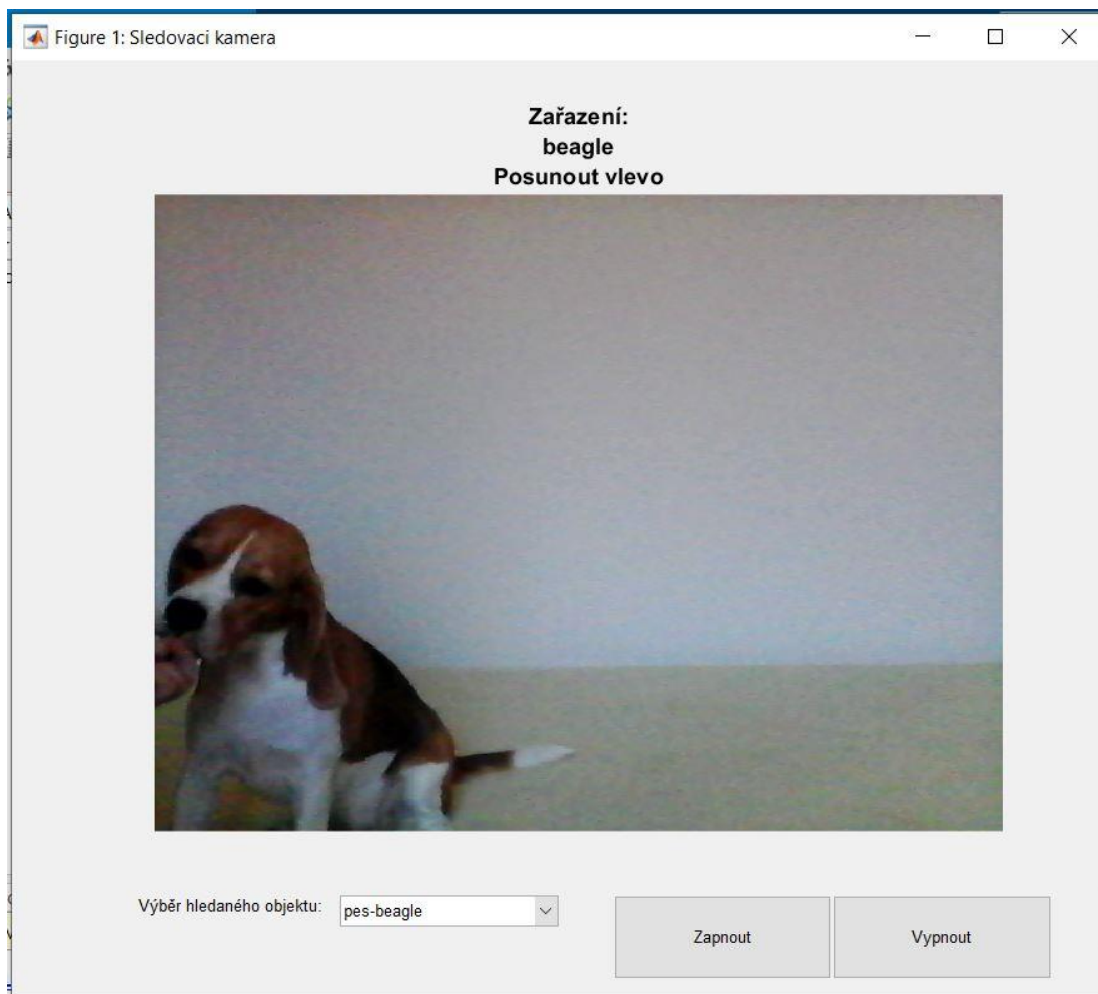 Figure 1: Sledovaci kamera
Zařazení:
beagle
Posunout vlevo
Výběr hledaného objektu:
pes-beagle
Zapnout
Vypnout